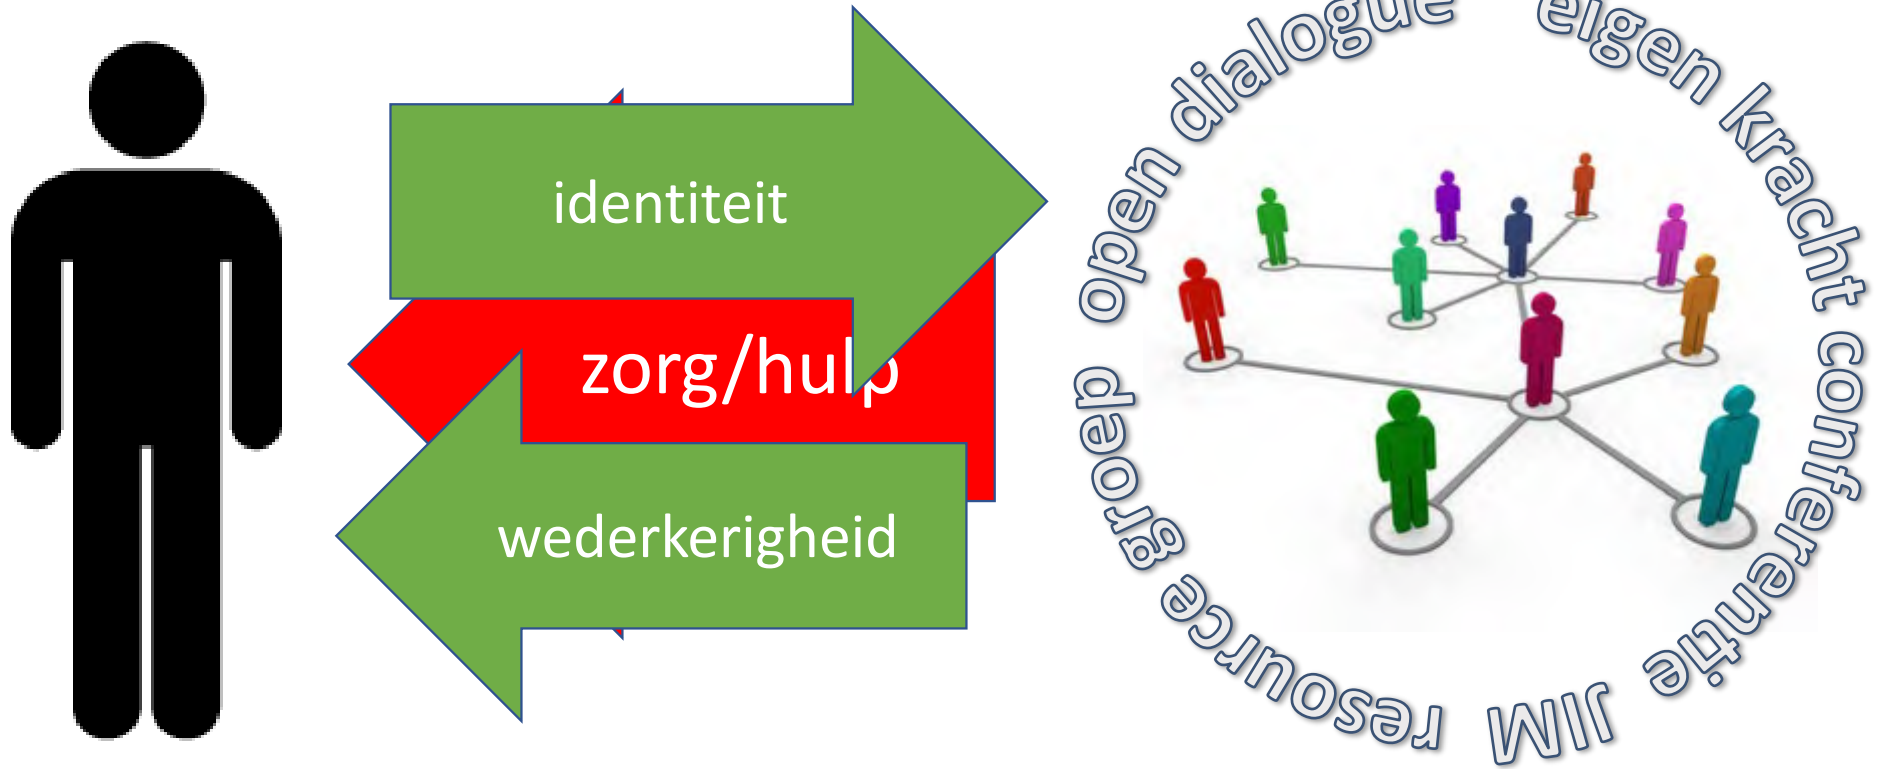 identiteit
zorg/hulp
wederkerigheid
open dialogue eigen kracht conferentie JIM resource groep